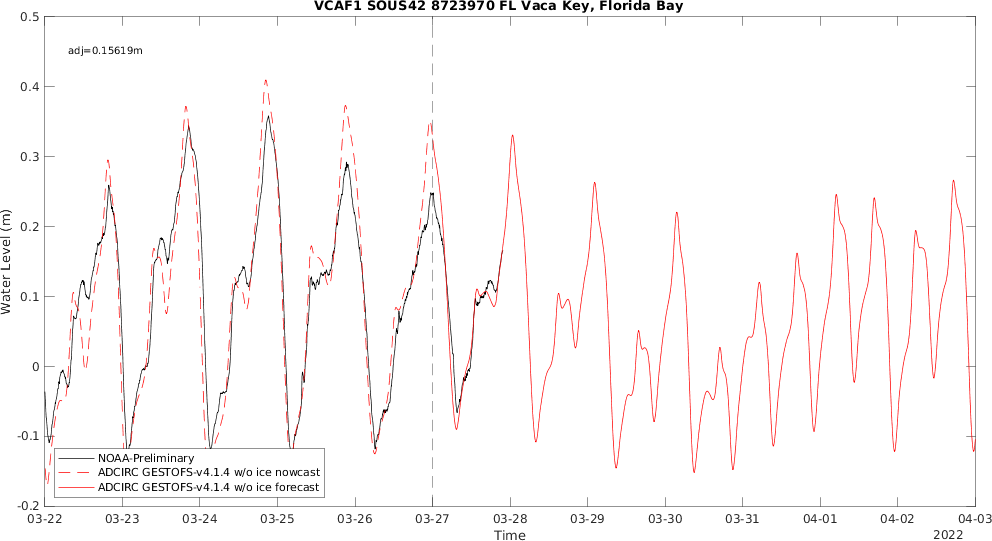 VCAF1 SOUS42 8723970 FL Vaca Key, Florida Bay
adj=0.15619m
0.5
0.4
0.3
0.2
0.1
0
-0.1
-0.2
Water Level (m)
NOAA-Preliminary
ADCIRC GESTOFS-v4.1.4 w/o ice nowcast
ADCIRC GESTOFS-v4.1.4 w/o ice forecast
03-22 03-23 03-24 03-25 03-26 03-27 03-28 03-29 03-30 03-31 04-01 04-02 04-03
Time
2022